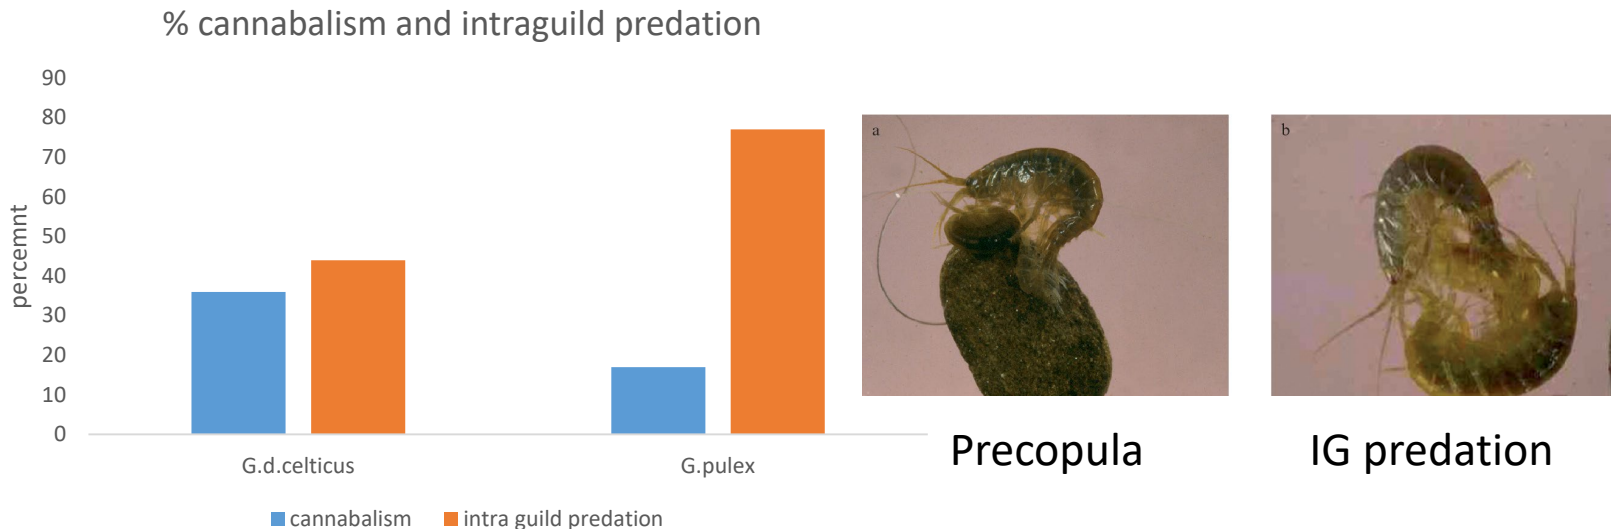 % cannabalism and intraguild predation
90
80
70
60
50
40
30
20
10
0
percemnt
G.d.celticus
G.pulex
cannabalism
intra guild predation
a
b
Precopula
IG predation